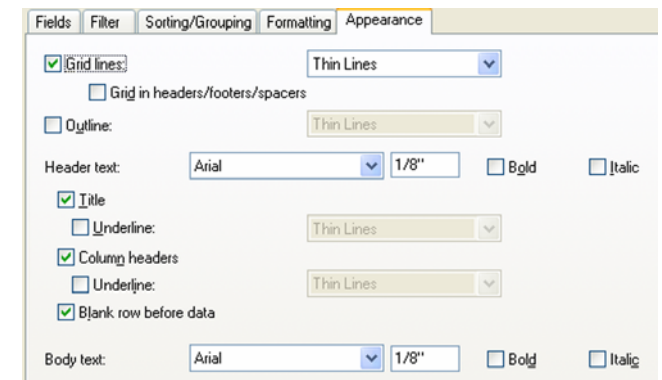 Fields Filter Sorting/Grouping Formatting Appearance
Grid lines: Thin Lines
Grid in headers/footers/spacers
Outline: Thin Lines
Header text: Arial 1/8" Bold Italic
Title
Underline: Thin Lines
Column headers
Underline: Thin Lines
Blank row before data
Body text: Arial 1/8" Bold Italic